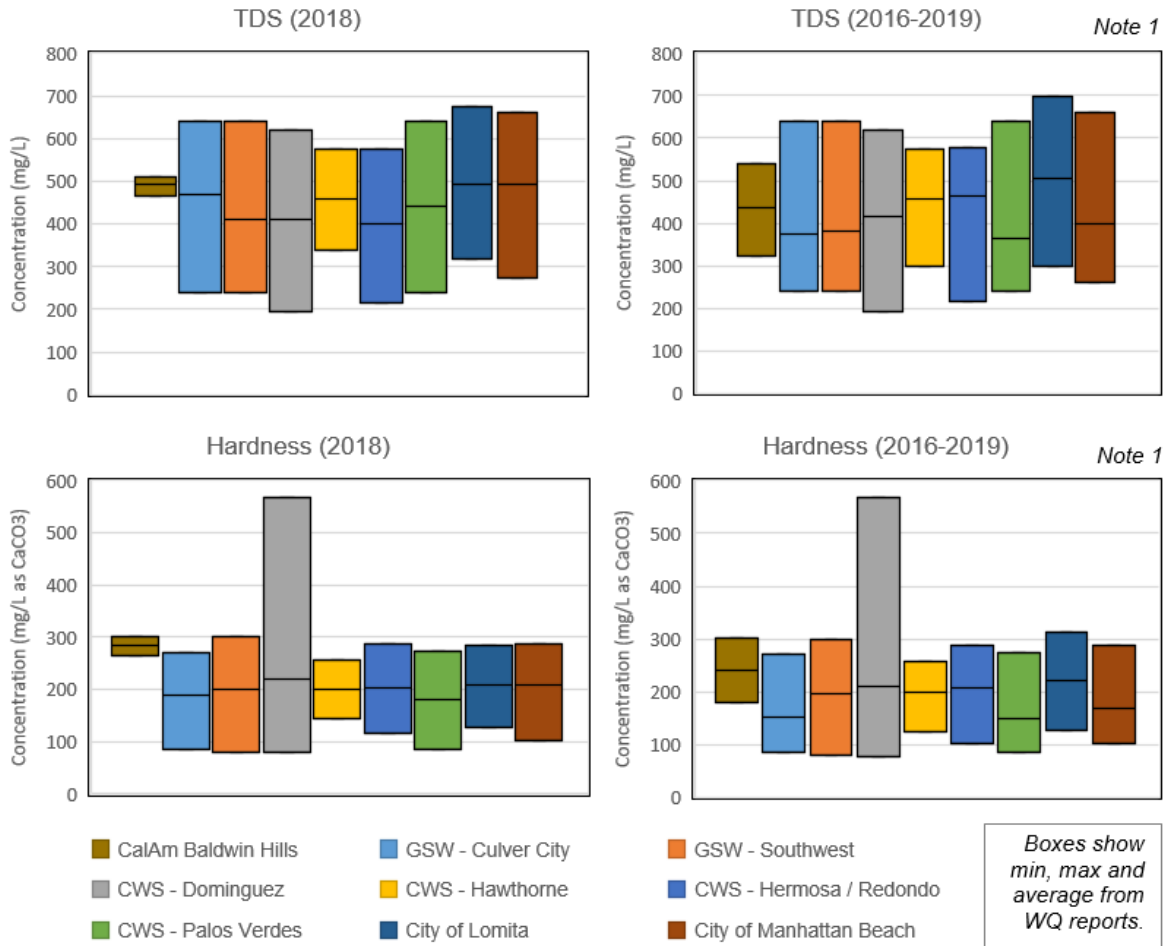 TDS (2018)
Concentration (mg/L)
800
700
600
500
400
300
200
100
0
TDS (2016-2019)
Note 1
Concentration (mg/L)
800
700
600
500
400
300
200
100
0
Hardness (2018)
Concentration (mg/L as CaCO3)
600
500
400
300
200
100
0
Hardness (2016-2019)
Note 1
Concentration (mg/L as CaCO3)
600
500
400
300
200
100
0
CalAm Baldwin Hills
GSW - Culver City
GSW - Southwest
CWS - Dominguez
CWS - Hawthorne
CWS - Hermosa / Redondo
CWS - Palos Verdes
City of Lomita
City of Manhattan Beach
Boxes show
min, max and
average from
WQ reports.